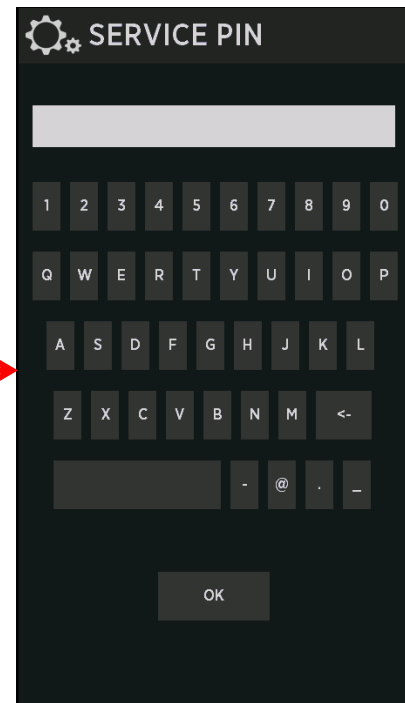 SERVICE PIN
1 2 3 4 5 6 7 8 9 0
Q W E R T Y U I O P
A S D F G H J K L
Z X C V B N M <-
- @ . _
OK